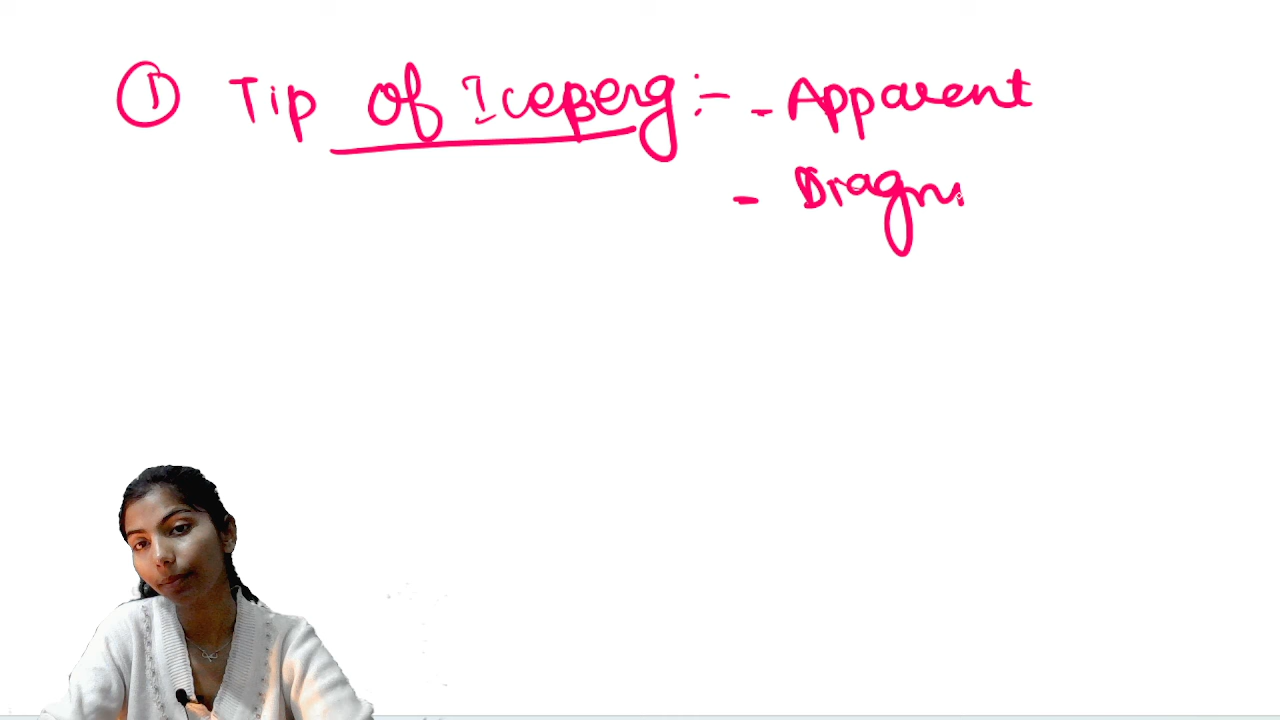 ① Tip of Iceberg :- - Apparent
- Diagn